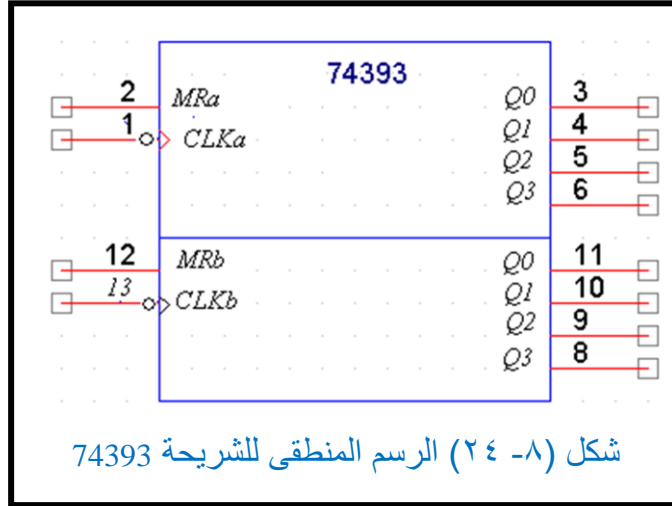 74393
2 MRa Q0 3
1 CLKa Q1 4
Q2 5
Q3 6
12 MRb Q0 11
13 CLKb Q1 10
Q2 9
Q3 8
شكل (٨- ٢٤) الرسم المنطقى للشريحة 74393